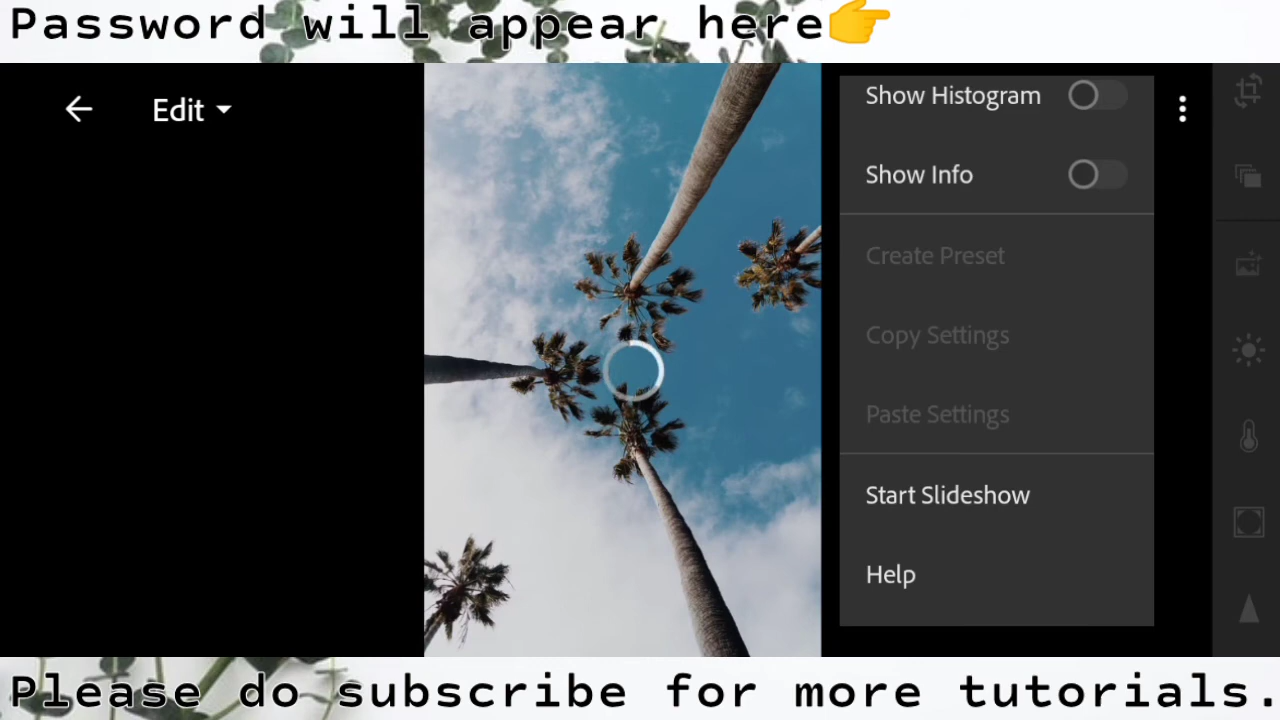 Password will appear here👉
Edit
Show Histogram
Show Info
Create Preset
Copy Settings
Paste Settings
Start Slideshow
Help
Please do subscribe for more tutorials.